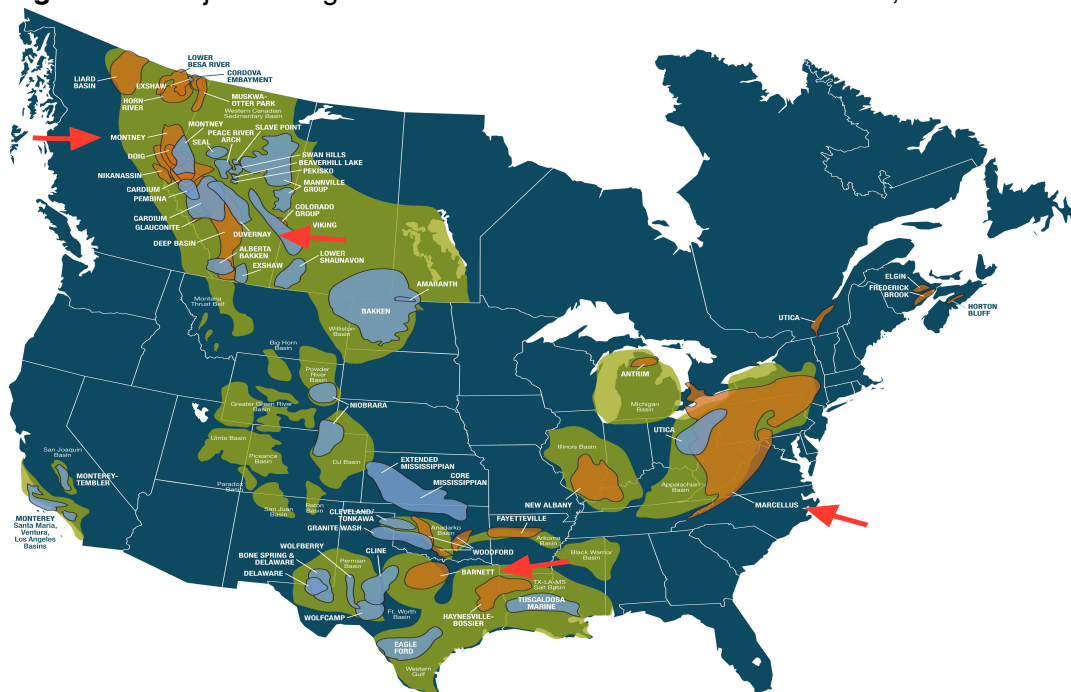 LIARD
BASIN
LOWER
BESA RIVER
EXSHAW
CORDOVA
EMBAYMENT
HORN
RIVER
MUSKWA-
OTTER PARK
Western Canadian
Sedimentary Basin
MONTNEY
MONTNEY
SEAL
PEACE RIVER
ARCH
SLAVE POINT
DOIG
SWAN HILLS
BEAVERHILL LAKE
PEKISKO
NIKANASSIN
MANNVILLE
GROUP
CARDIUM
PEMBINA
COLORADO
GROUP
CARDIUM
GLAUCONITE
VIKING
DUVERNAY
DEEP BASIN
ALBERTA
BAKKEN
EXSHAW
LOWER
SHAUNAVON
AMARANTH
BAKKEN
Montana
Thrust Belt
Williston
Basin
ELGIN
FREDERICK
BROOK
HORTON
BLUFF
UTICA
Big Horn
Basin
Powder
River
Basin
ANTRIM
Michigan
Basin
Greater Green River
Basin
NIOBRARA
UTICA
Uinta Basin
Piceance
Basin
DJ Basin
San Joaquin
Basin
MONTEREY-
TEMBLER
Paradox
Basin
EXTENDED
MISSISSIPPIAN
CORE
MISSISSIPPIAN
Illinois Basin
Appalachian
Basin
San Juan
Basin
Raton
Basin
NEW ALBANY
MARCELLUS
MONTEREY
Santa Maria,
Ventura,
Los Angeles
Basins
CLEVELAND/
TONKAWA
GRANITE WASH
Anadarko
Basin
FAYETTEVILLE
Arkoma
Basin
WOODFORD
Black Warrior
Basin
WOLFBERRY
CLINE
BONE SPRING &
DELAWARE
Permian
Basin
DELAWARE
BARNETT
TX-LA-MS
Salt Basin
TUSCALOOSA
MARINE
WOLFCAMP
Ft. Worth
Basin
HAYNESVILLE-
BOSSIER
EAGLE
FORD
Western
Gulf